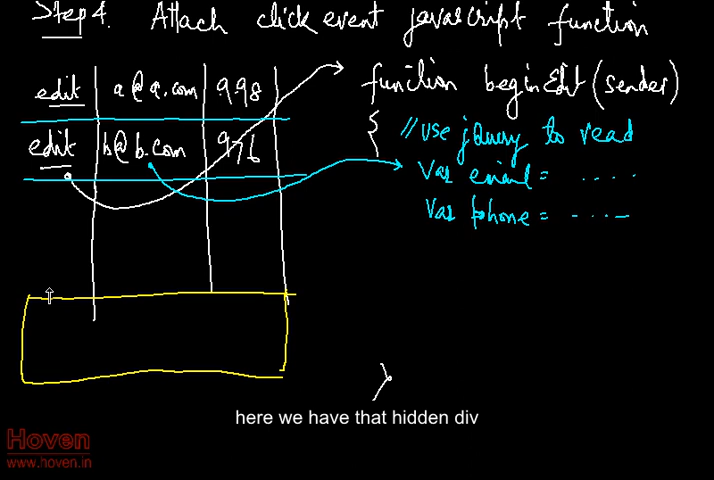 Step 4. Attach click event javascript function
edit a@a.com 998
edit b@b.com 976
function beginEdit(sender)
{
//use jQuery to read
Var email = .....
Var phone = .....
}
here we have that hidden div
Hoven
www.hoven.in